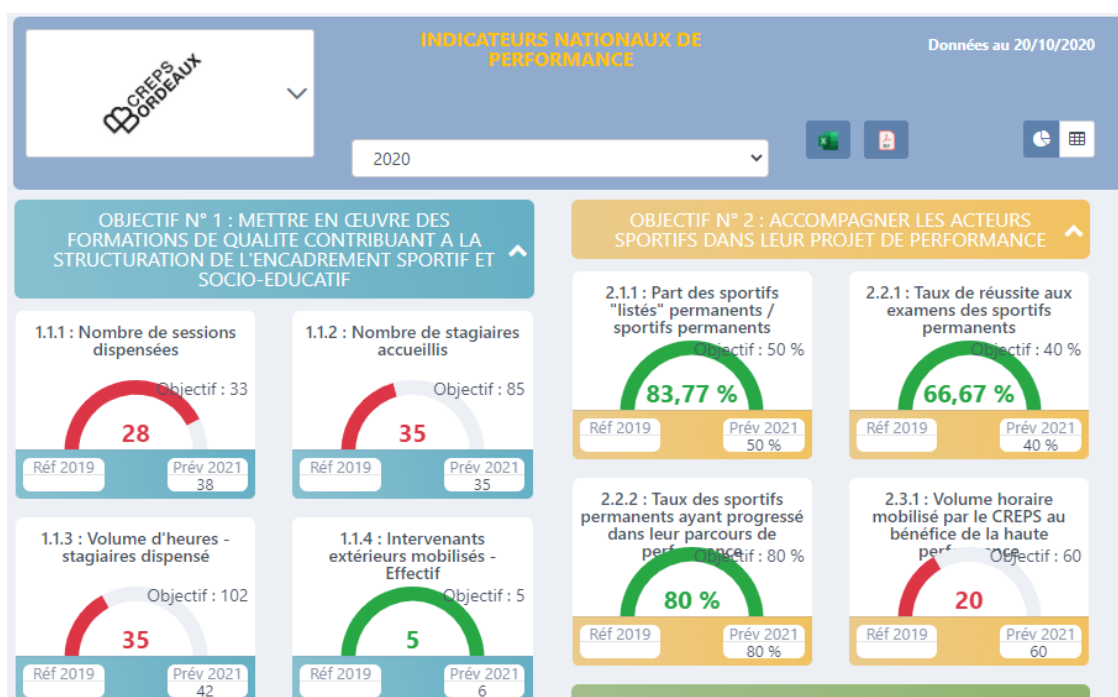 CREPS
BORDEAUX
INDICATEURS NATIONAUX DE
PERFORMANCE
Données au 20/10/2020
2020
OBJECTIF N° 1 : METTRE EN ŒUVRE DES
FORMATIONS DE QUALITE CONTRIBUANT A LA
STRUCTURATION DE L'ENCADREMENT SPORTIF ET
SOCIO-EDUCATIF
1.1.1 : Nombre de sessions
dispensées
Objectif : 33
28
Réf 2019
Prév 2021
38
1.1.2 : Nombre de stagiaires
accueillis
Objectif : 85
35
Réf 2019
Prév 2021
35
1.1.3 : Volume d'heures -
stagiaires dispensé
Objectif : 102
35
Réf 2019
Prév 2021
42
1.1.4 : Intervenants
extérieurs mobilisés -
Effectif
Objectif : 5
5
Réf 2019
Prév 2021
6
OBJECTIF N° 2 : ACCOMPAGNER LES ACTEURS
SPORTIFS DANS LEUR PROJET DE PERFORMANCE
2.1.1 : Part des sportifs
"listés" permanents /
sportifs permanents
Objectif : 50 %
83,77 %
Réf 2019
Prév 2021
50 %
2.2.1 : Taux de réussite aux
examens des sportifs
permanents
Objectif : 40 %
66,67 %
Réf 2019
Prév 2021
40 %
2.2.2 : Taux des sportifs
permanents ayant progressé
dans leur parcours de
performance
Objectif : 80 %
80 %
Réf 2019
Prév 2021
80 %
2.3.1 : Volume horaire
mobilisé par le CREPS au
bénéfice de la haute
performance
Objectif : 60
20
Réf 2019
Prév 2021
60